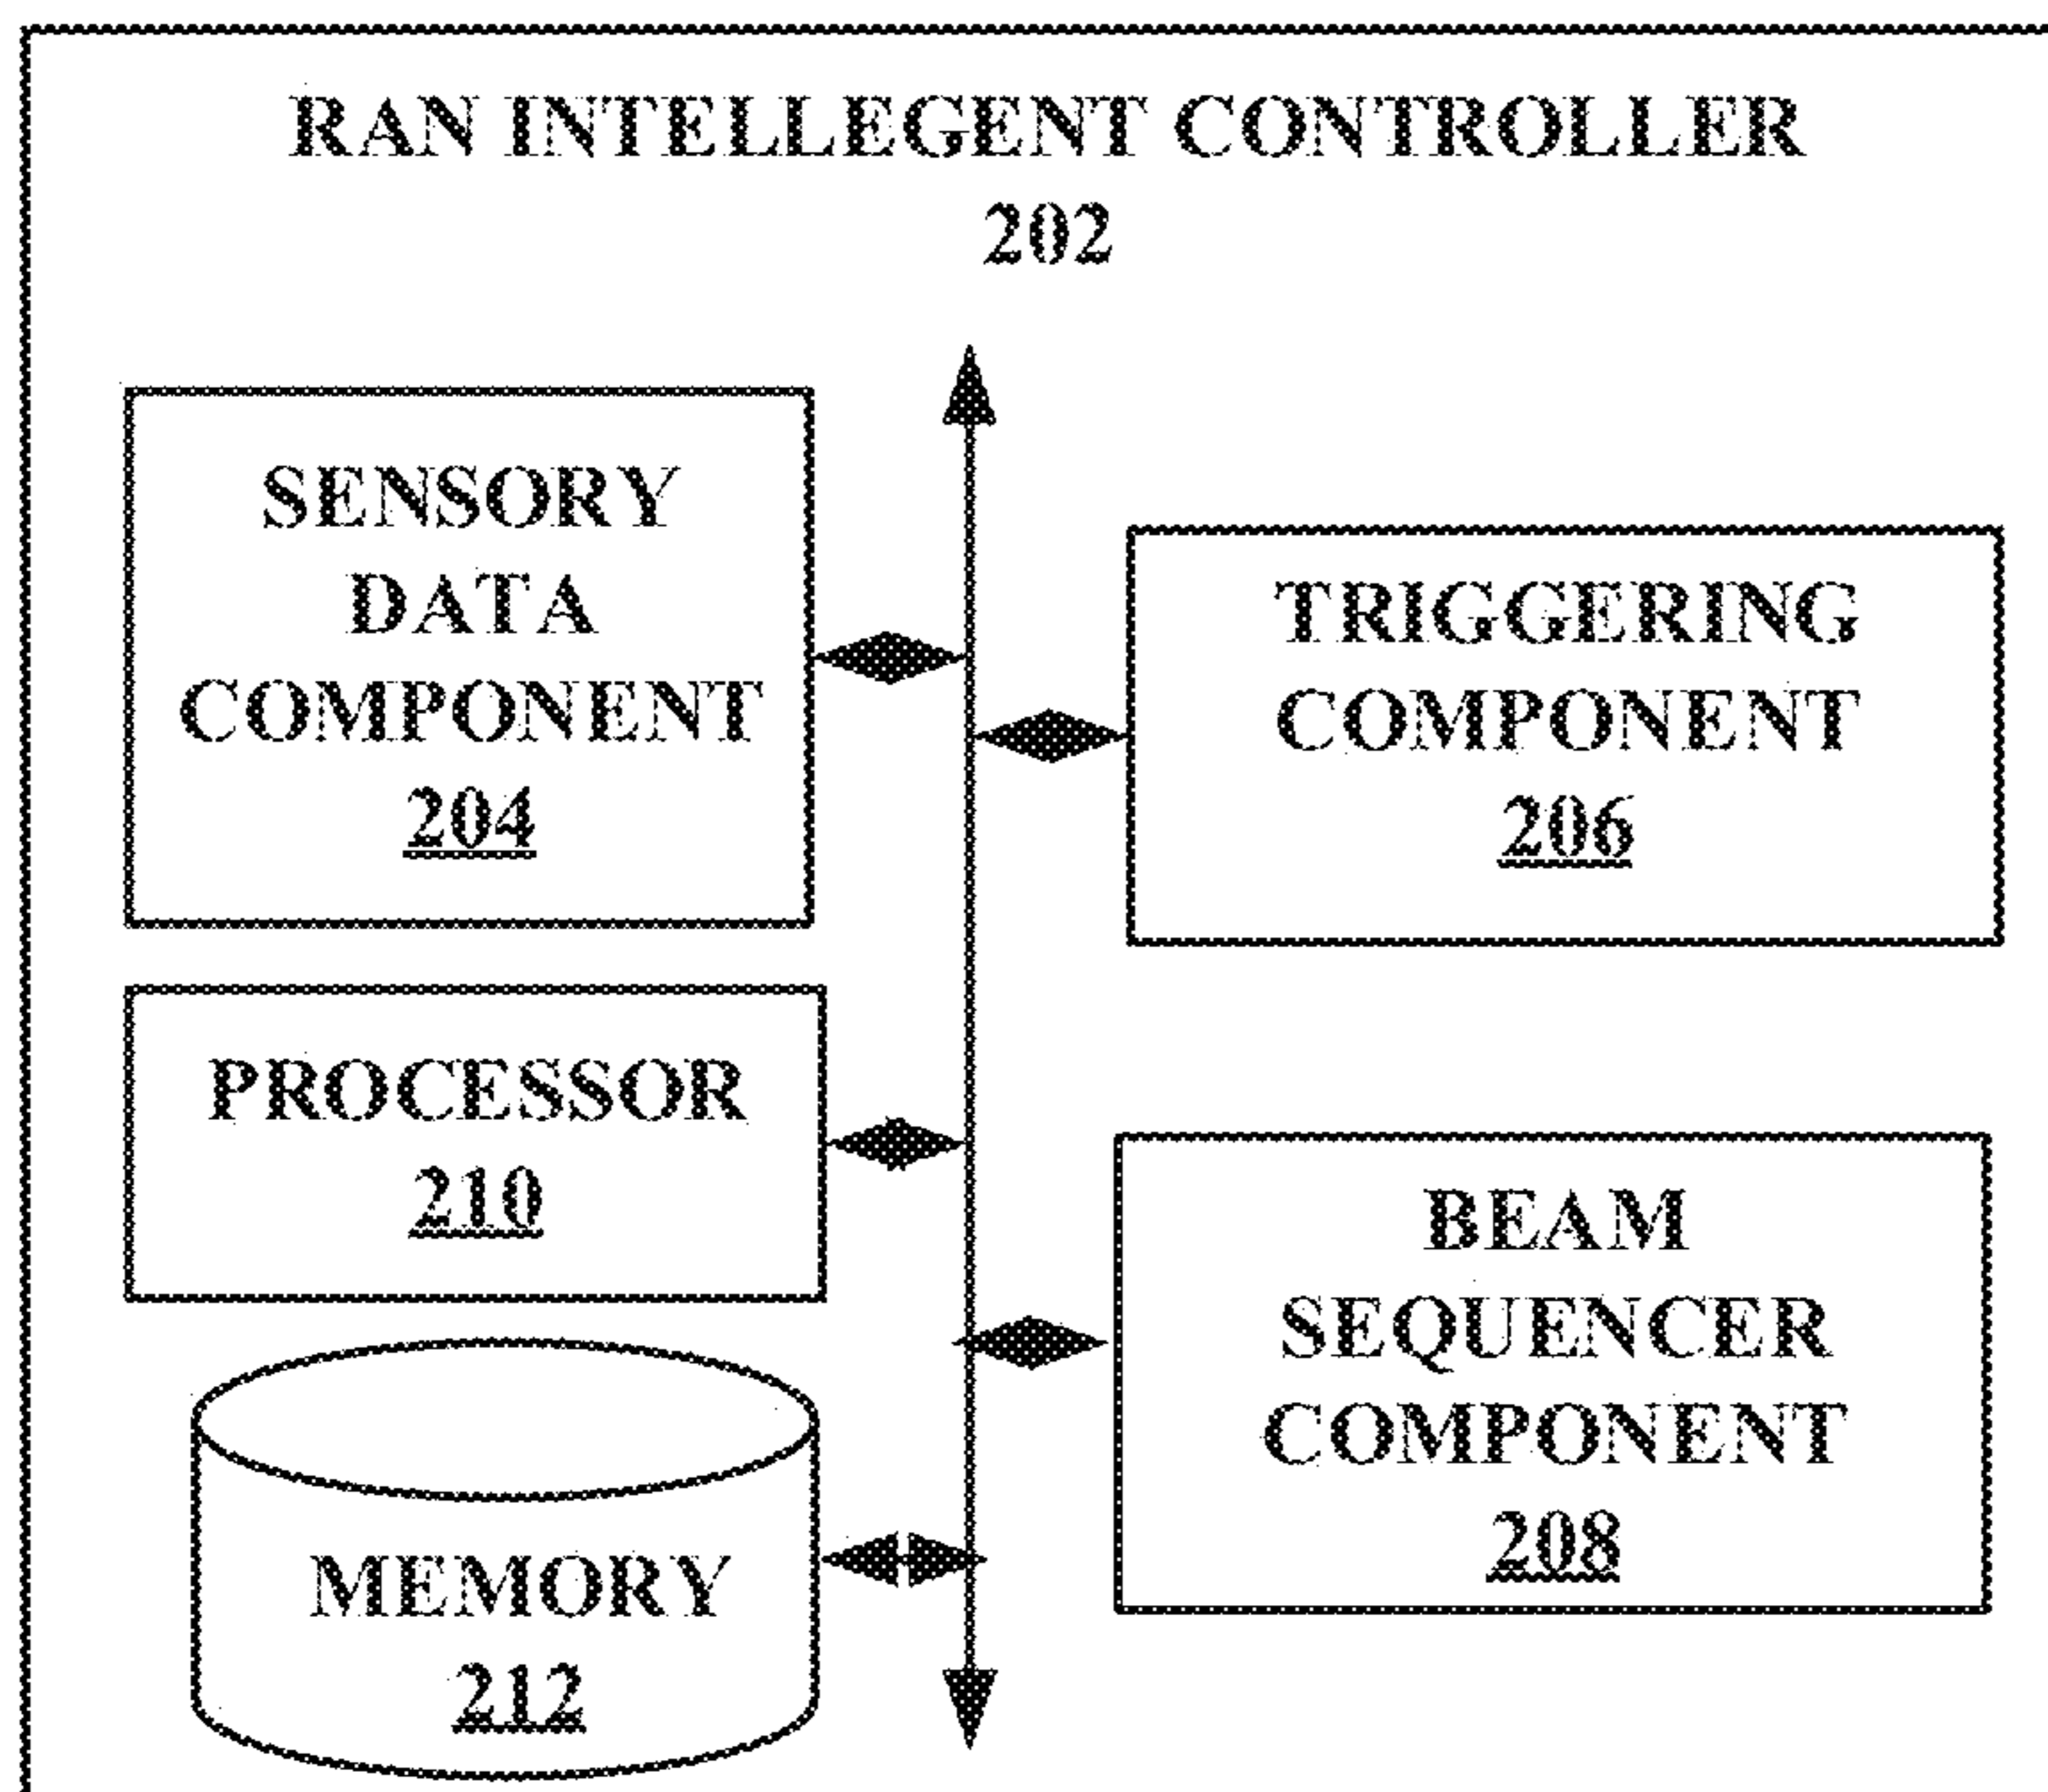 RAN INTELLEGENT CONTROLLER
202
SENSORY
DATA
COMPONENT
204
TRIGGERING
COMPONENT
206
PROCESSOR
210
BEAM
SEQUENCER
COMPONENT
208
MEMORY
212